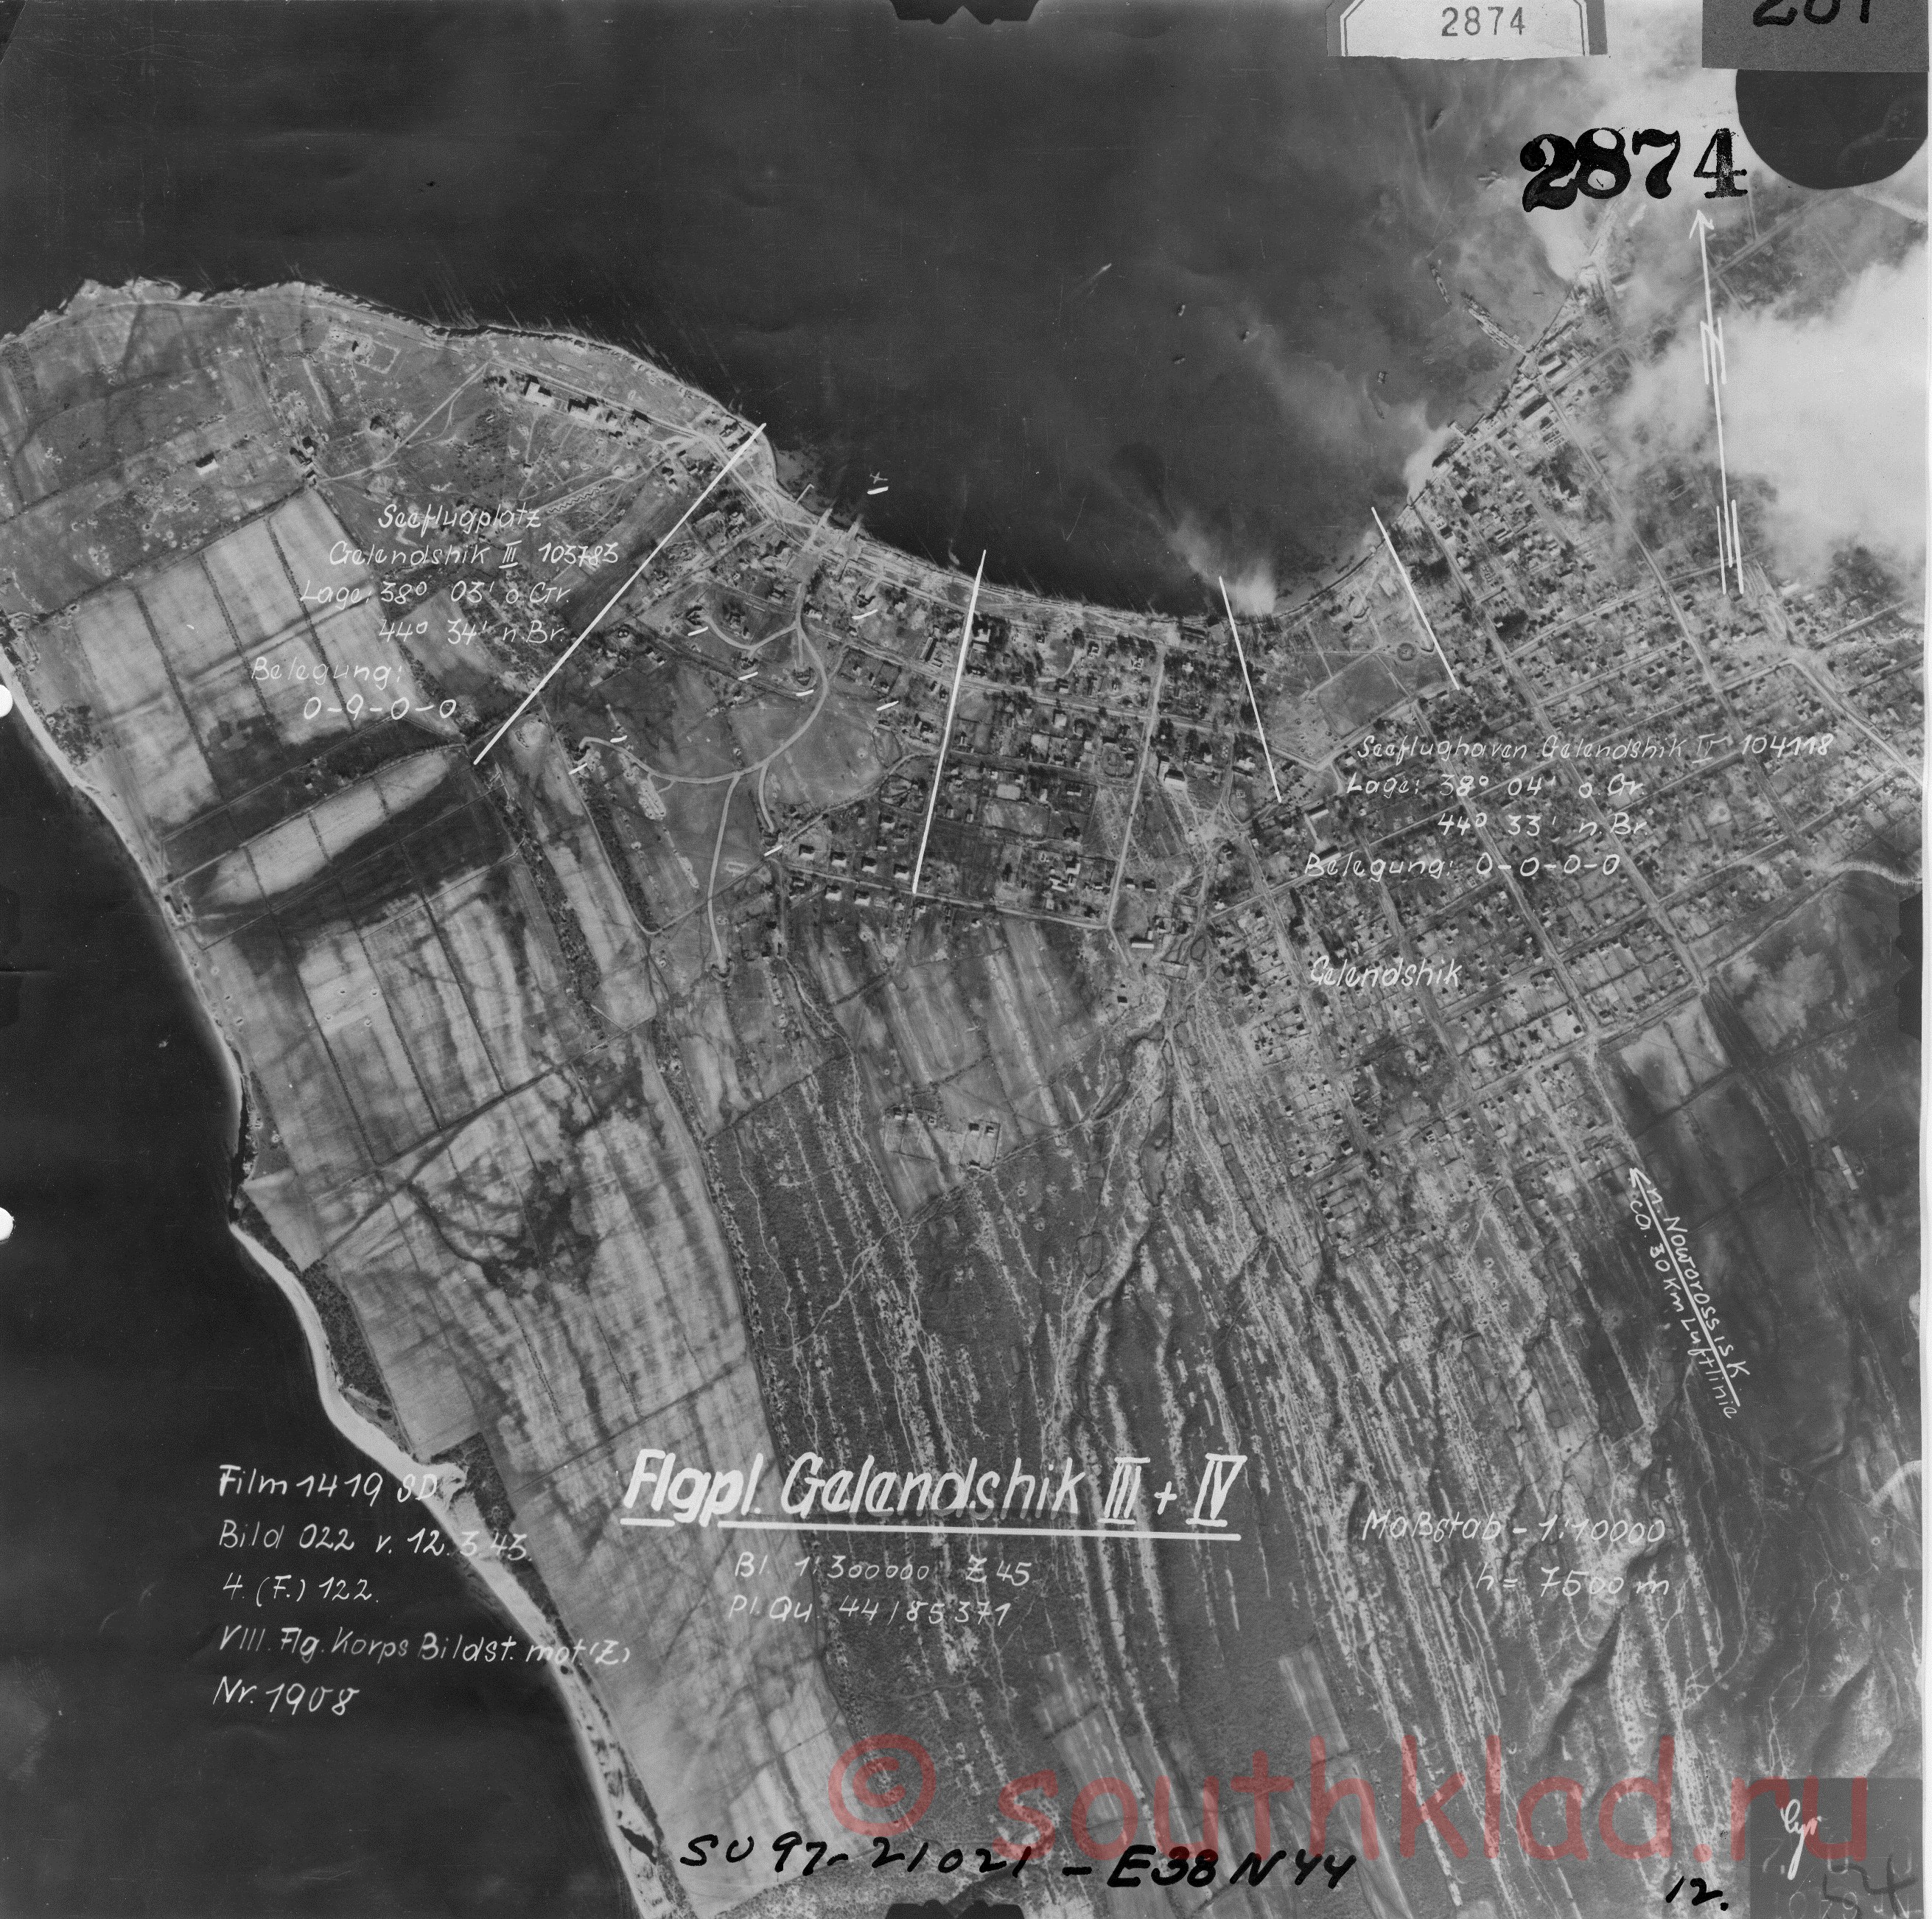 2874
2874
Seeflugplatz
Gelendshik III 103783
Lage: 38° 03' ö. Gr.
44° 34' n. Br.
Belegung:
0-9-0-0
Seeflughaven Gelendshik IV 104118
Lage: 38° 04' ö. Gr.
44° 33' n. Br.
Belegung: 0-0-0-0
Gelendshik
n. Noworossisk
ca. 30 Km Luftlinie
Flgpl. Gelendshik III + IV
Bl. 1:300000 Z 45
Pl. Qu. 44/85371
Maßstab - 1:10000
h = 7500 m
Film 1419 SD
Bild 022 v. 12.3.43.
4. (F.) 122.
VIII. Flg. Korps Bildst. mot (Z)
Nr. 1908
© southklad.ru
SU 97-21021 - E38 N44
12.
54